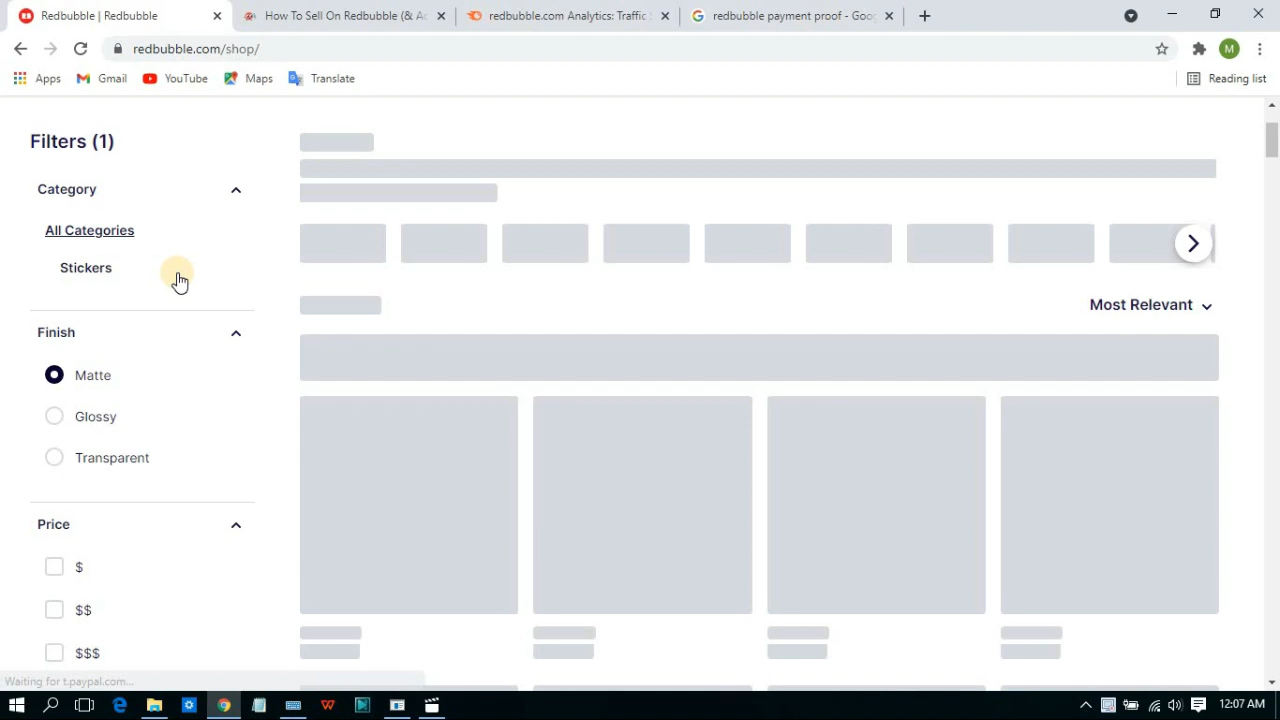 Redbubble | Redbubble
How To Sell On Redbubble (& Ac
redbubble.com Analytics: Traffic S
redbubble payment proof - Goog
redbubble.com/shop/
M
Apps
Gmail
YouTube
Maps
Translate
Reading list
Filters (1)
Category
All Categories
Stickers
Most Relevant
Finish
Matte
Glossy
Transparent
Price
$
$$
$$$
Waiting for t.paypal.com...
12:07 AM